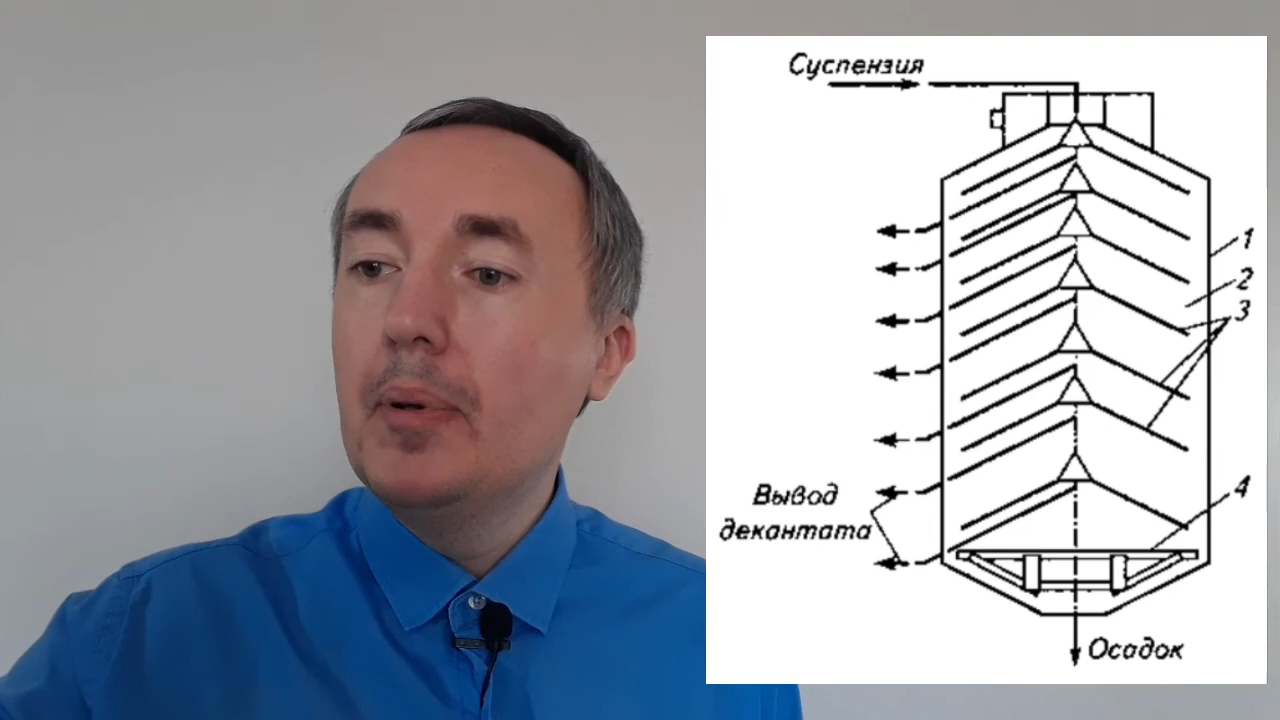 Суспензия
1
2
3
4
Вывод
декантата
Осадок